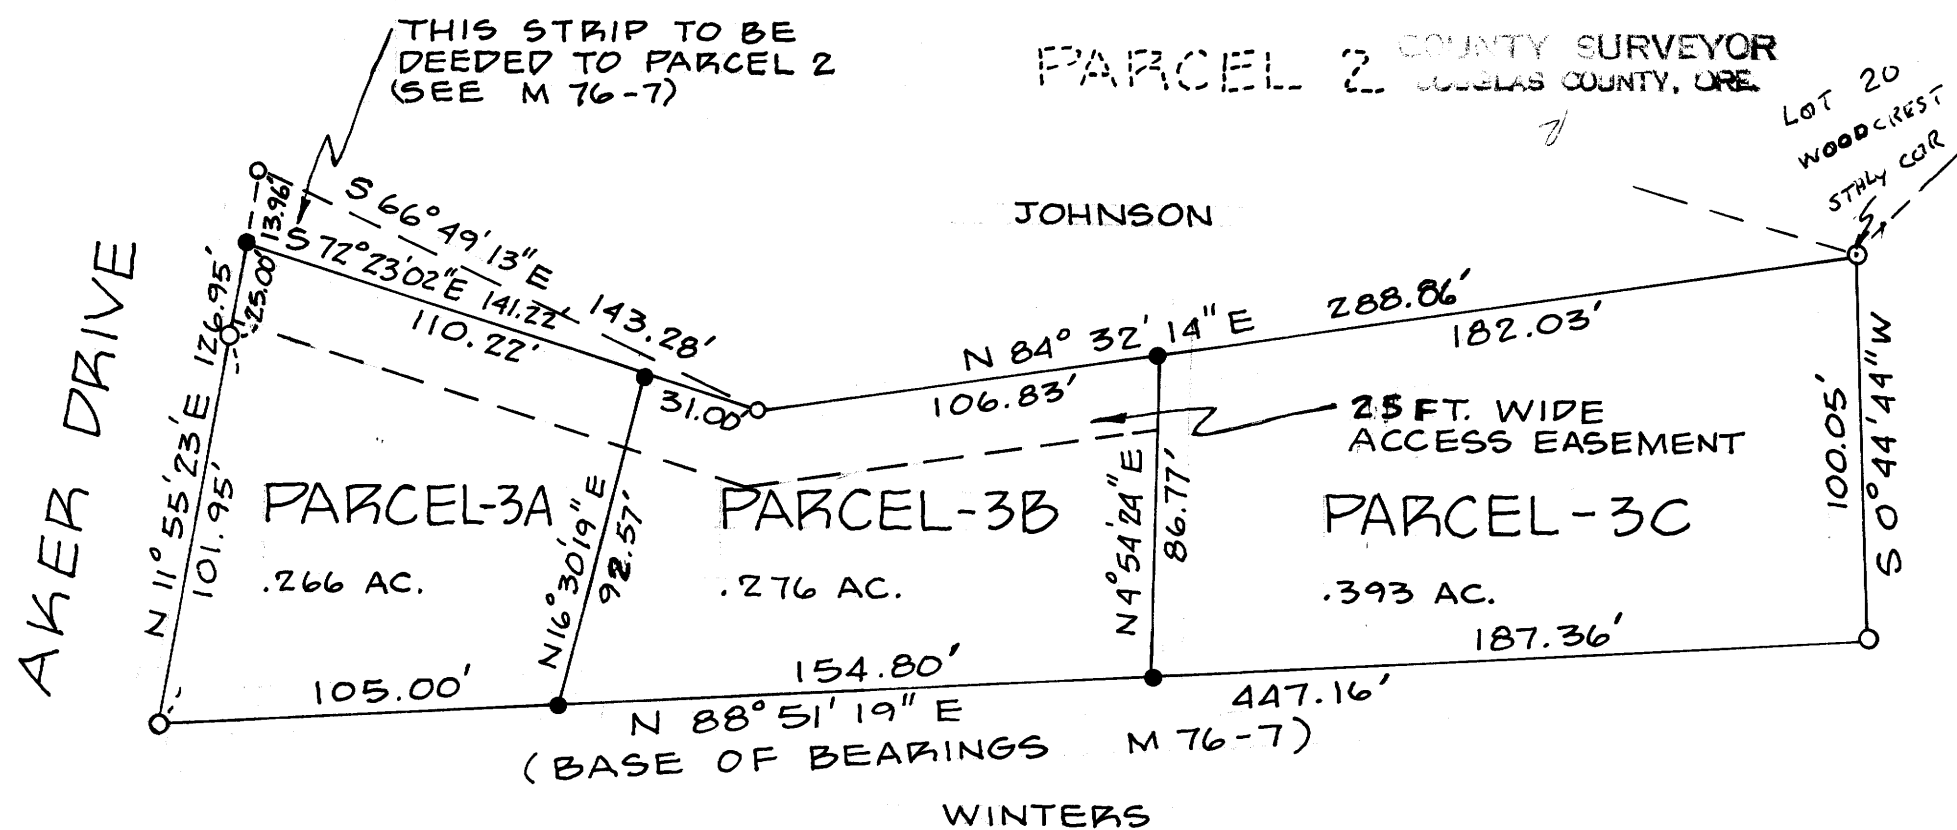 THIS STRIP TO BE
DEEDED TO PARCEL 2
(SEE M 76-7)
PARCEL 2
COUNTY SURVEYOR
DOUGLAS COUNTY, ORE.
LOT 20
WOODCREST
STHLY COR
JOHNSON
AKER DRIVE
13.96'
S 66° 49' 13" E 143.28'
S 72° 23' 02" E 141.22'
110.22'
31.00'
25.00'
N 11° 55' 23" E 126.95'
101.95'
N 84° 32' 14" E 288.86'
106.83'
182.03'
25 FT. WIDE
ACCESS EASEMENT
PARCEL-3A
.266 AC.
N 16° 30' 19" E
92.57'
PARCEL-3B
.276 AC.
N 4° 54' 24" E
86.77'
PARCEL-3C
.393 AC.
100.05'
S 0° 44' 44" W
105.00'
154.80'
187.36'
N 88° 51' 19" E 447.16'
(BASE OF BEARINGS M 76-7)
WINTERS